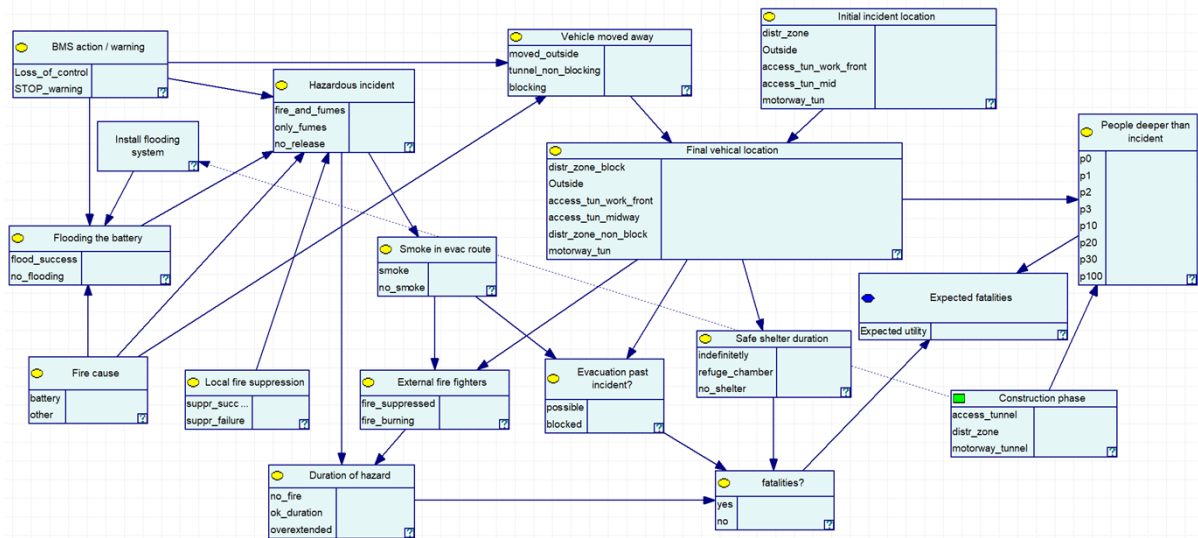 BMS action / warning
Loss_of_control
STOP_warning
?
Vehicle moved away
moved_outside
tunnel_non_blocking
blocking
?
Initial incident location
distr_zone
Outside
access_tun_work_front
access_tun_mid
motorway_tun
?
Hazardous incident
fire_and_fumes
only_fumes
no_release
?
Install flooding
system
?
People deeper than
incident
p0
p1
p2
p3
p10
p20
p30
p100
?
Final vehical location
distr_zone_block
Outside
access_tun_work_front
access_tun_midway
distr_zone_non_block
motorway_tun
?
Flooding the battery
flood_success
no_flooding
?
Smoke in evac route
smoke
no_smoke
?
Expected fatalities
Expected utility
?
Safe shelter duration
indefinitetly
refuge_chamber
no_shelter
?
Fire cause
battery
other
?
Local fire suppression
suppr_succ ...
suppr_failure
?
External fire fighters
fire_suppressed
fire_burning
?
Evacuation past
incident?
possible
blocked
?
Construction phase
access_tunnel
distr_zone
motorway_tunnel
?
Duration of hazard
no_fire
ok_duration
overextended
?
fatalities?
yes
no
?